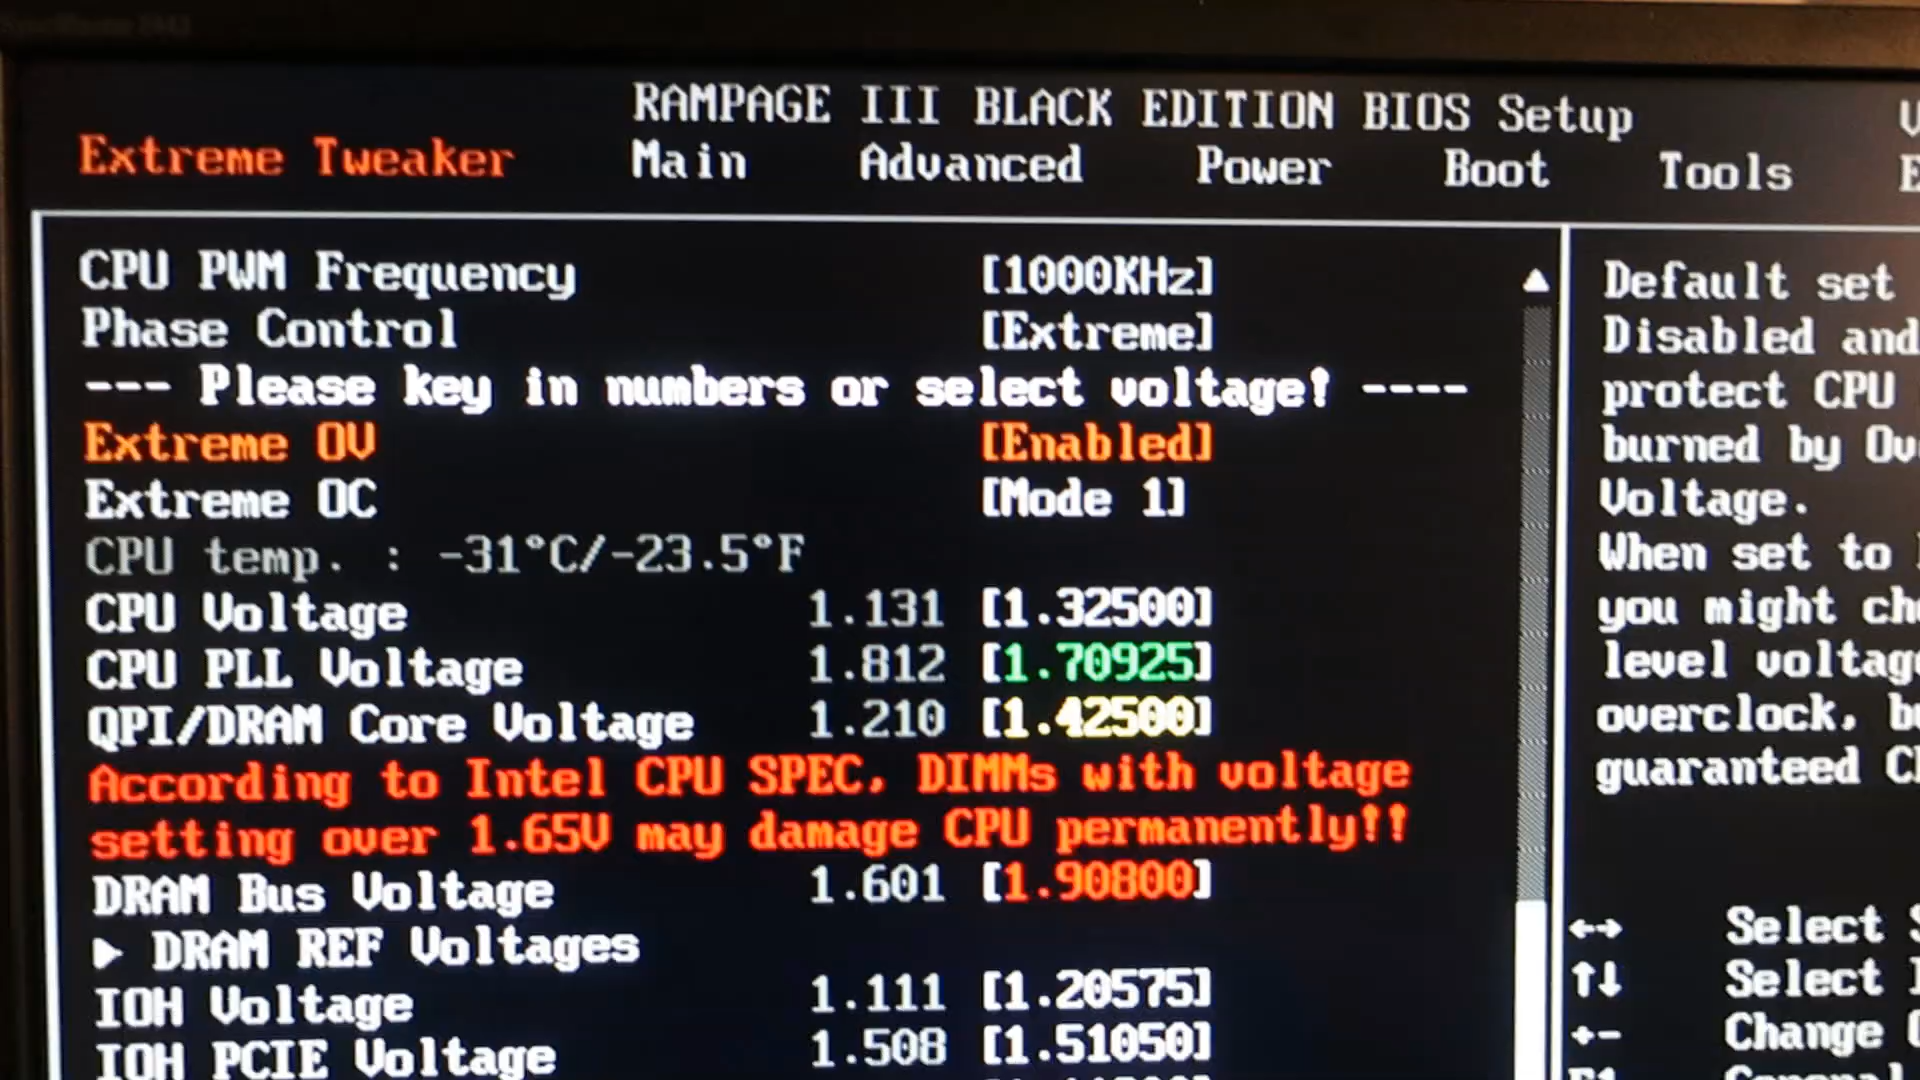 RAMPAGE III BLACK EDITION BIOS Setup
Extreme Tweaker Main Advanced Power Boot Tools
CPU PWM Frequency [1000KHz]
Phase Control [Extreme]
--- Please key in numbers or select voltage! ----
Extreme OV [Enabled]
Extreme OC [Mode 1]
CPU temp. : -31°C/-23.5°F
CPU Voltage 1.131 [1.32500]
CPU PLL Voltage 1.812 [1.70925]
QPI/DRAM Core Voltage 1.210 [1.42500]
According to Intel CPU SPEC, DIMMs with voltage
setting over 1.65V may damage CPU permanently!!
DRAM Bus Voltage 1.601 [1.90800]
► DRAM REF Voltages
IOH Voltage 1.111 [1.20575]
IOH PCIE Voltage 1.508 [1.51050]
Default set
Disabled and
protect CPU
burned by Ov
Voltage.
When set to
you might ch
level voltag
overclock, b
guaranteed C
↔ Select S
↑↓ Select
+- Change
F1 General